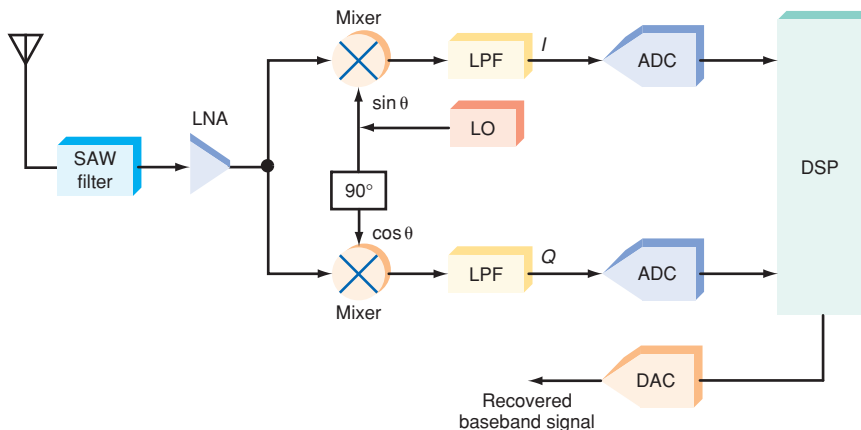 Mixer
LPF
I
ADC
sin θ
LNA
LO
SAW
filter
DSP
90°
cos θ
LPF
Q
ADC
Mixer
DAC
Recovered
baseband signal